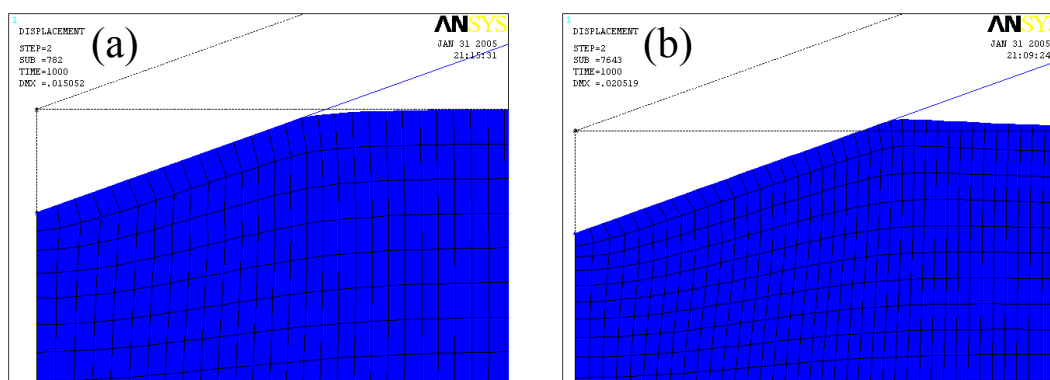 1
ANSYS
DISPLACEMENT
(a)
JAN 31 2005
STEP=2
21:15:31
SUB =782
TIME=1000
DMX =.015052
1
ANSYS
DISPLACEMENT
(b)
JAN 31 2005
STEP=2
21:09:24
SUB =7643
TIME=1000
DMX =.020519